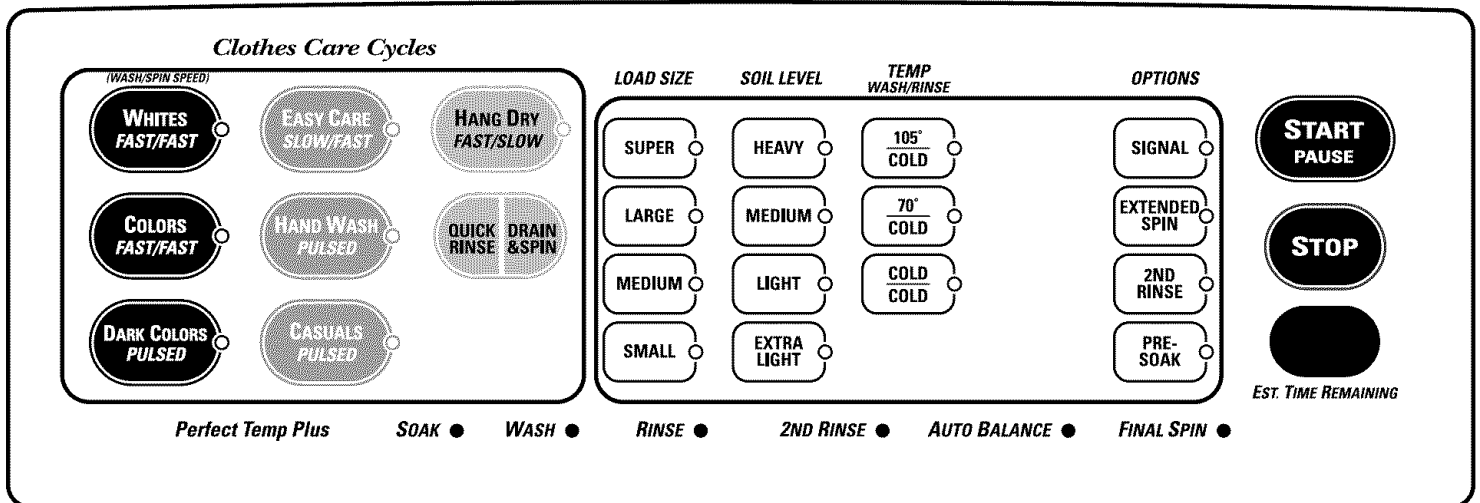 Clothes Care Cycles
(WASH/SPIN SPEED)
WHITES
FAST/FAST
EASY CARE
SLOW/FAST
HANG DRY
FAST/SLOW
COLORS
FAST/FAST
HAND WASH
PULSED
QUICK
RINSE
DRAIN
&SPIN
DARK COLORS
PULSED
CASUALS
PULSED
LOAD SIZE
SUPER
LARGE
MEDIUM
SMALL
SOIL LEVEL
HEAVY
MEDIUM
LIGHT
EXTRA
LIGHT
TEMP
WASH/RINSE
105°
COLD
70°
COLD
COLD
COLD
OPTIONS
SIGNAL
EXTENDED
SPIN
2ND
RINSE
PRE-
SOAK
START
PAUSE
STOP
EST. TIME REMAINING
Perfect Temp Plus
SOAK
WASH
RINSE
2ND RINSE
AUTO BALANCE
FINAL SPIN